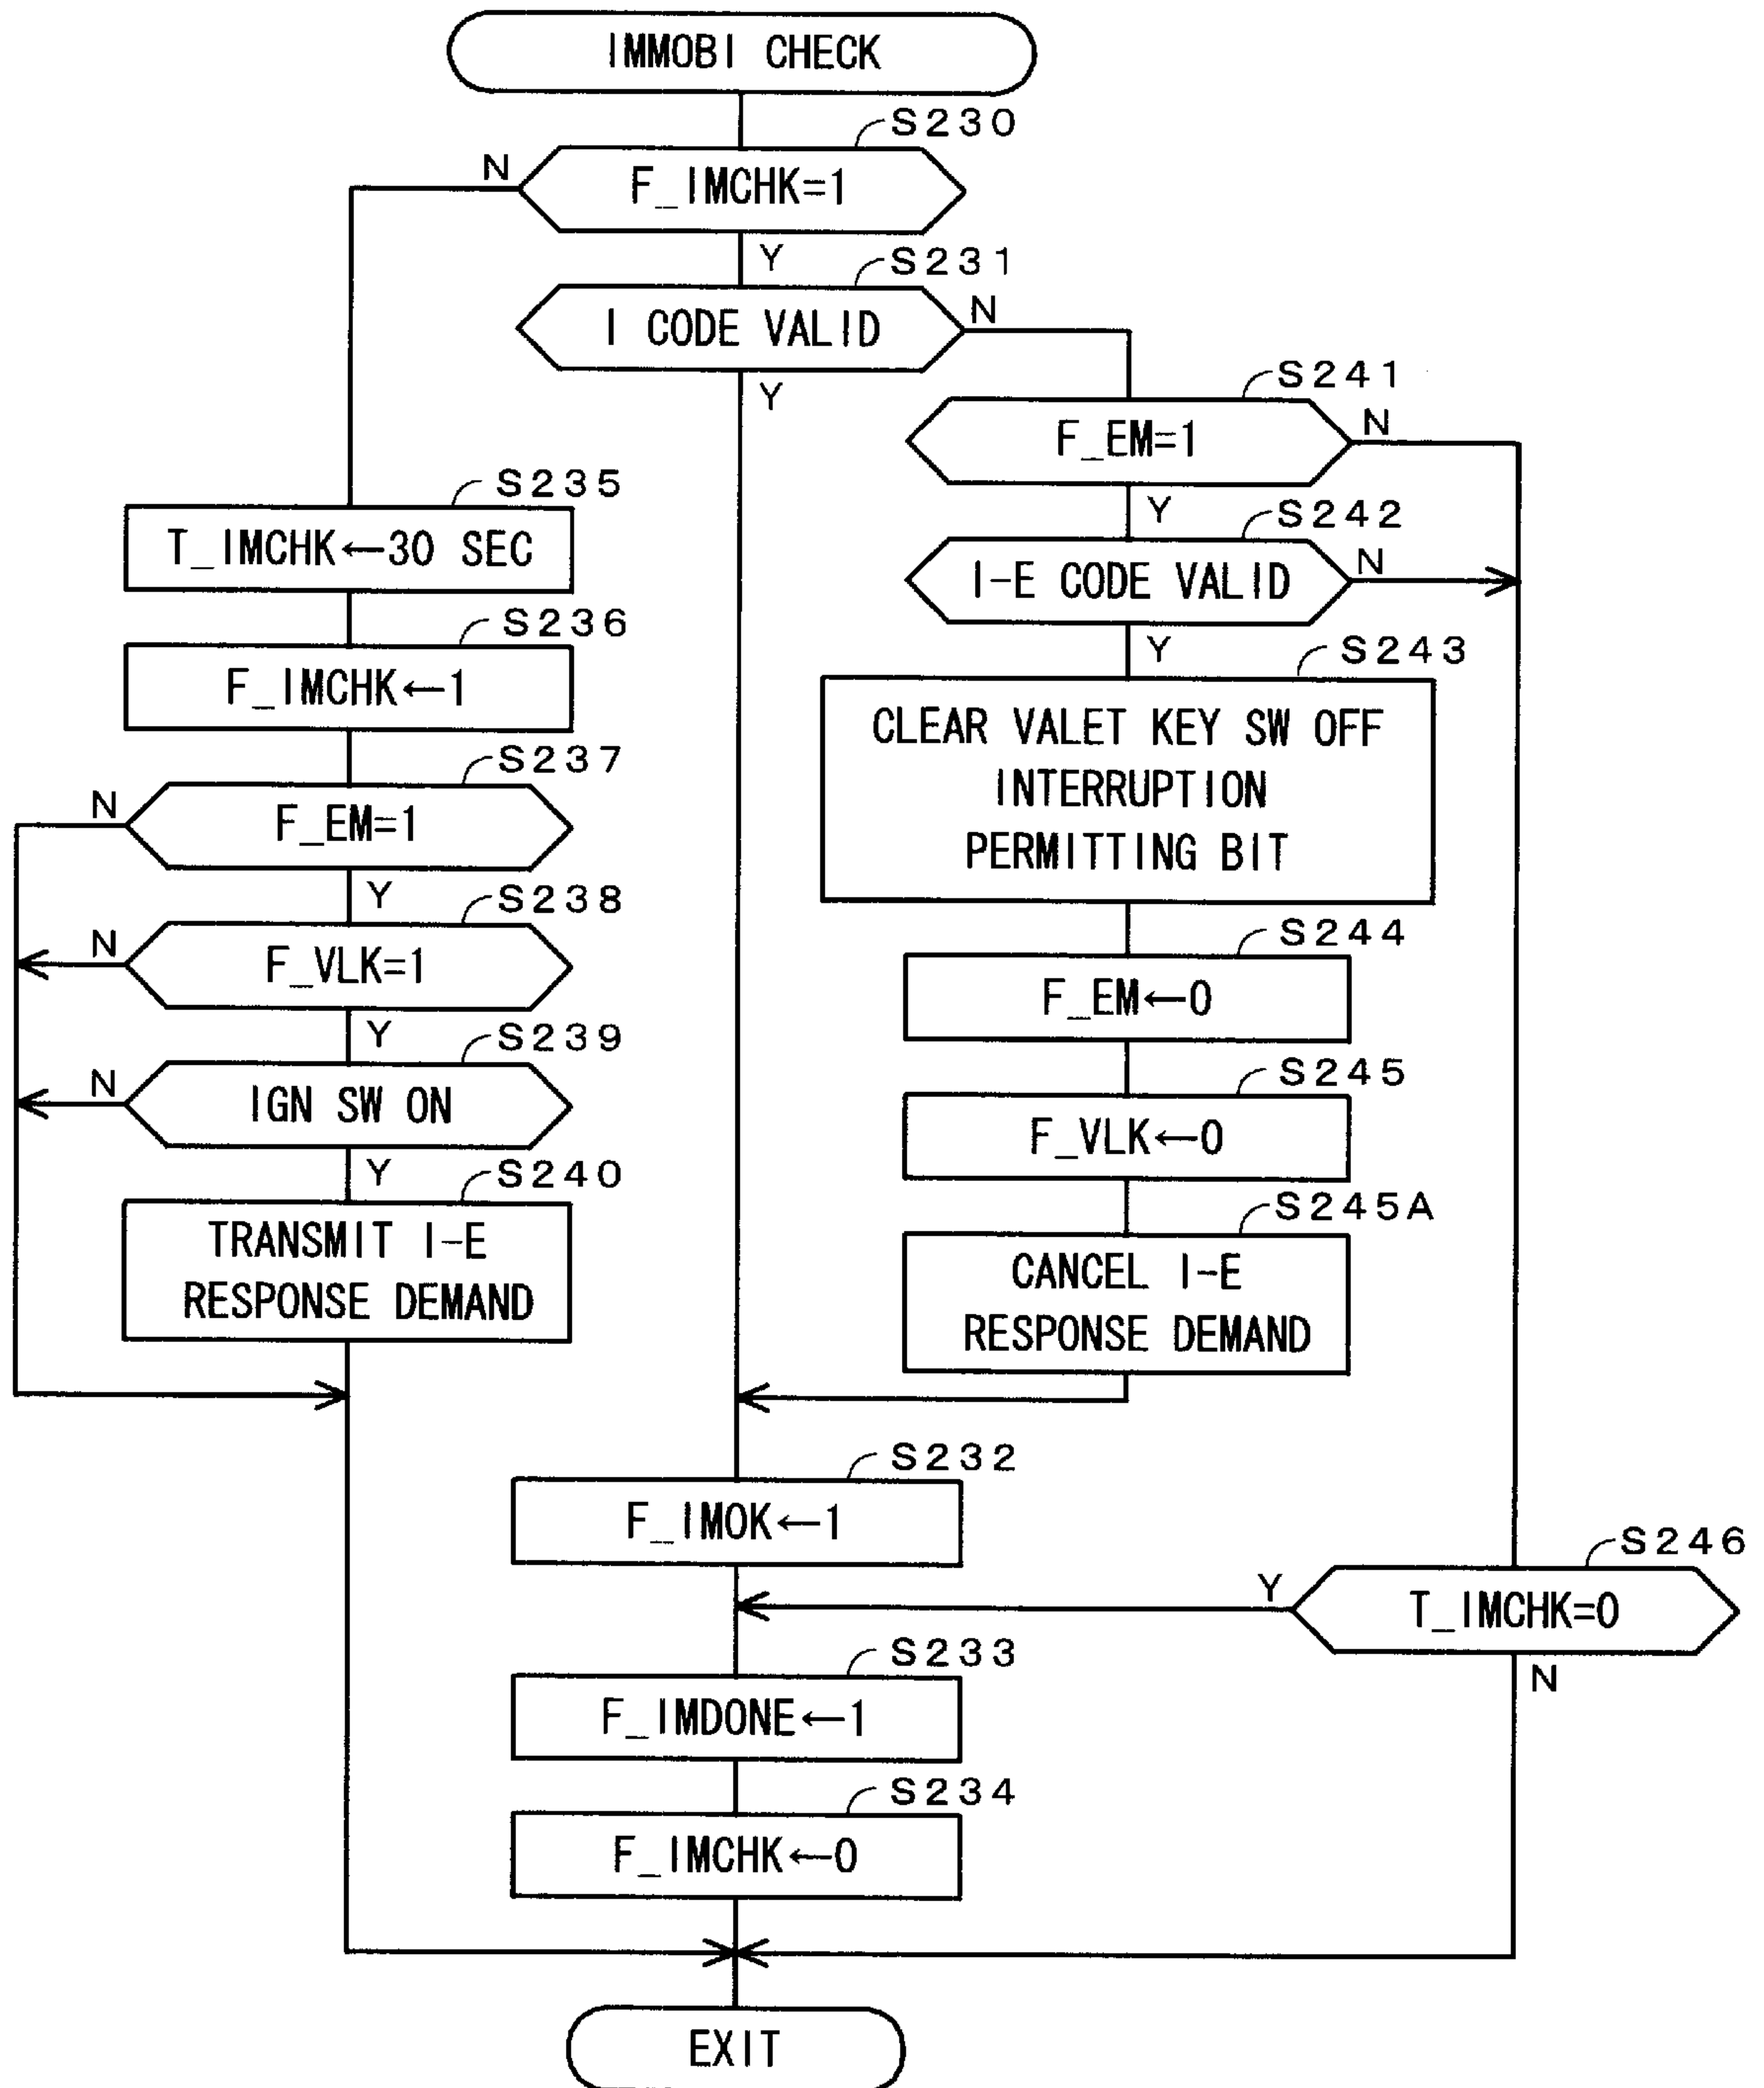 IMMOBI CHECK
S230
N
F_IMCHK=1
Y
S231
I CODE VALID
N
Y
S241
F_EM=1
N
Y
S242
I-E CODE VALID
N
Y
S243
CLEAR VALET KEY SW OFF
INTERRUPTION
PERMITTING BIT
S244
F_EM←0
S245
F_VLK←0
S245A
CANCEL I-E
RESPONSE DEMAND
S235
T_IMCHK←30 SEC
S236
F_IMCHK←1
S237
N
F_EM=1
Y
S238
N
F_VLK=1
Y
S239
N
IGN SW ON
Y
S240
TRANSMIT I-E
RESPONSE DEMAND
S232
F_IMOK←1
S246
Y
T_IMCHK=0
N
S233
F_IMDONE←1
S234
F_IMCHK←0
EXIT